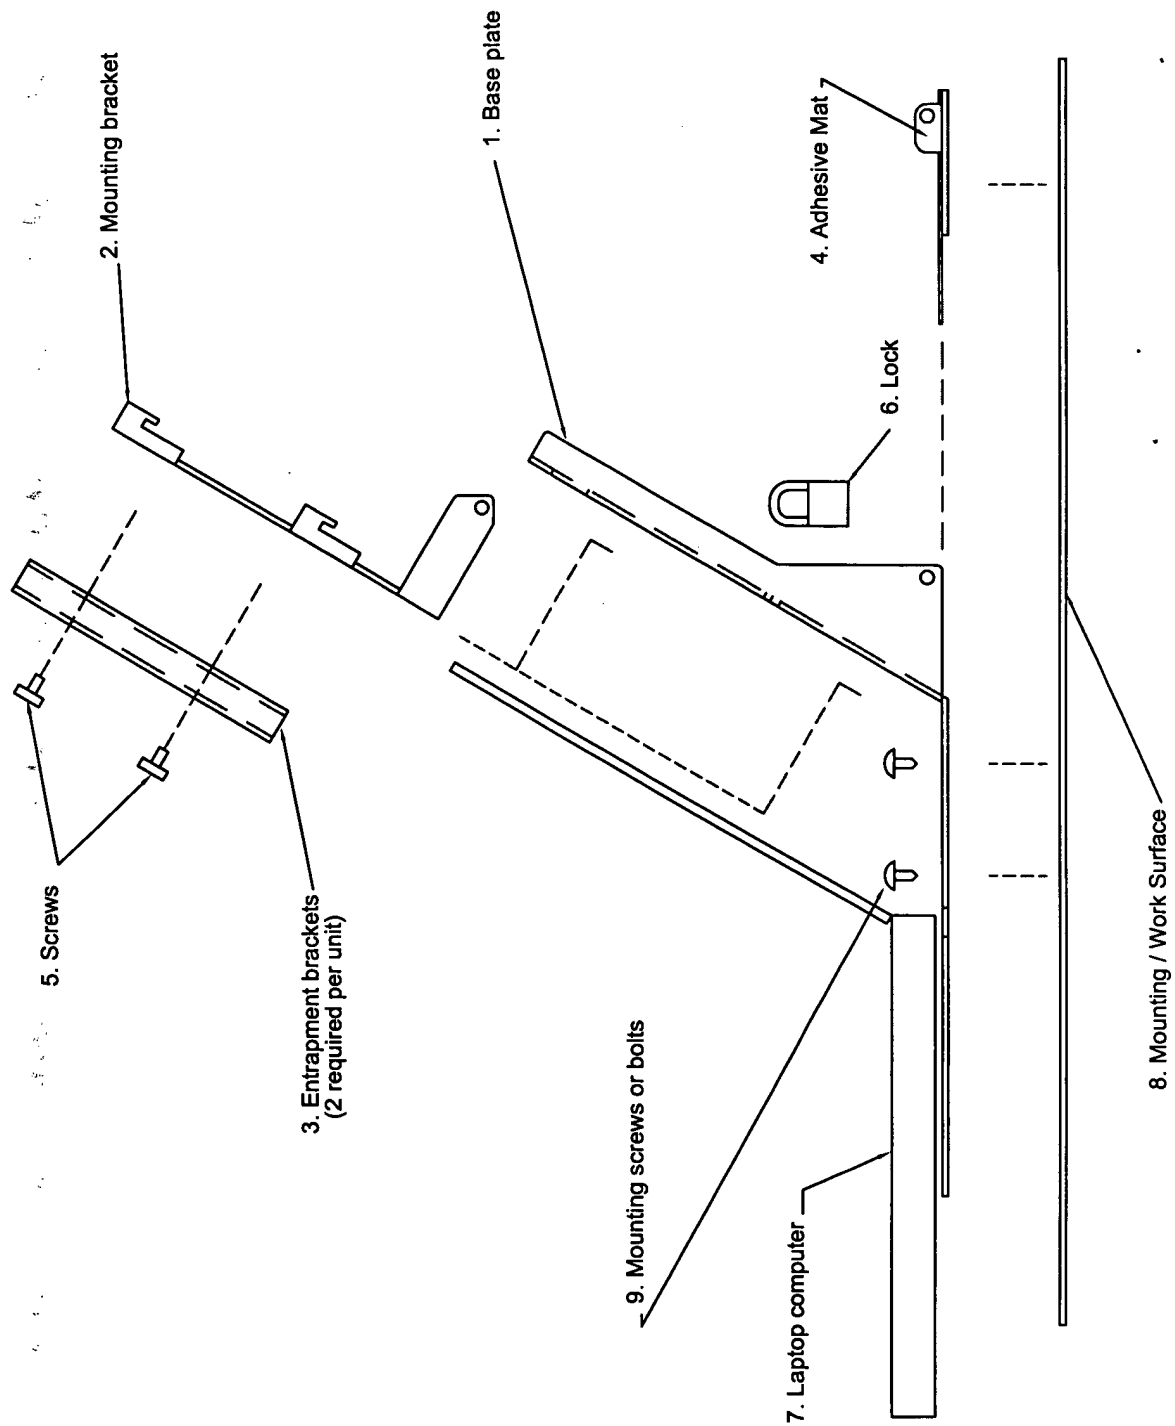 2. Mounting bracket
1. Base plate
4. Adhesive Mat
6. Lock
5. Screws
3. Entrapment brackets
(2 required per unit)
9. Mounting screws or bolts
7. Laptop computer
8. Mounting / Work Surface